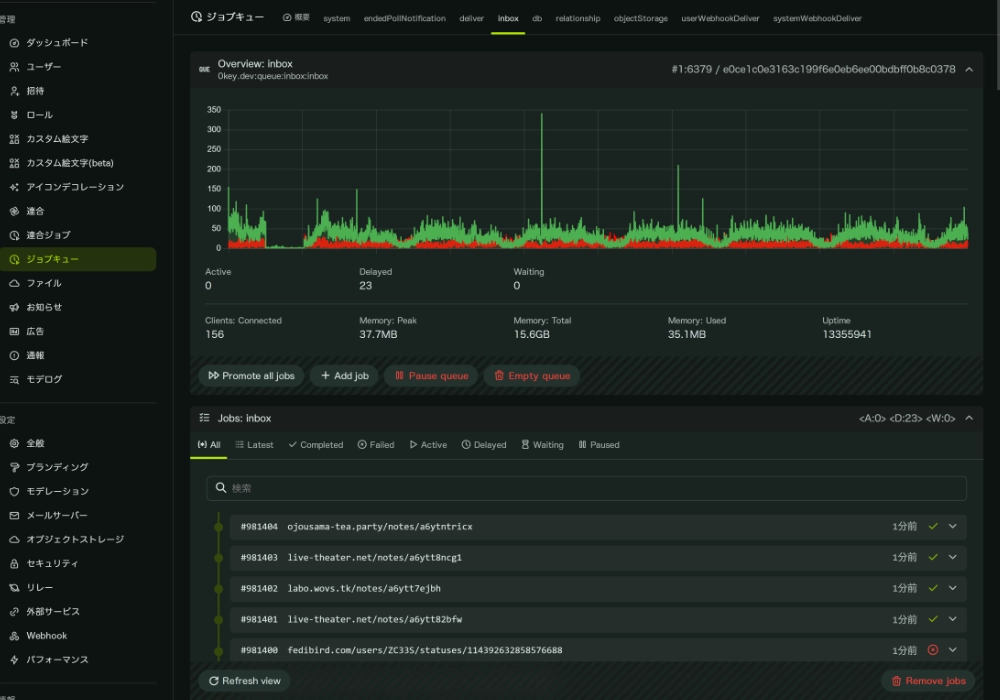 管理
ダッシュボード
ユーザー
招待
ロール
カスタム絵文字
カスタム絵文字(beta)
アイコンデコレーション
連合
連合ジョブ
ジョブキュー
ファイル
お知らせ
広告
通報
モデログ
設定
全般
ブランディング
モデレーション
メールサーバー
オブジェクトストレージ
セキュリティ
リレー
外部サービス
Webhook
パフォーマンス
情報
ジョブキュー 概要 system endedPollNotification deliver inbox db relationship objectStorage userWebhookDeliver systemWebhookDeliver
QUE Overview: inbox
0key.dev:queue:inbox:inbox
#1:6379 / e0ce1c0e3163c199f6e0eb6ee00bdbff0b8c0378
350
300
250
200
150
100
50
0
Active Delayed Waiting
0 23 0
Clients: Connected Memory: Peak Memory: Total Memory: Used Uptime
156 37.7MB 15.6GB 35.1MB 13355941
Promote all jobs Add job Pause queue Empty queue
Jobs: inbox <A:0> <D:23> <W:0>
All Latest Completed Failed Active Delayed Waiting Paused
検索
#981404 ojousama-tea.party/notes/a6ytntricx 1分前
#981403 live-theater.net/notes/a6ytt8ncg1 1分前
#981402 labo.wovs.tk/notes/a6ytt7ejbh 1分前
#981401 live-theater.net/notes/a6ytt82bfw 1分前
#981400 fedibird.com/users/ZC33S/statuses/114392632858576688 1分前
Refresh view Remove jobs